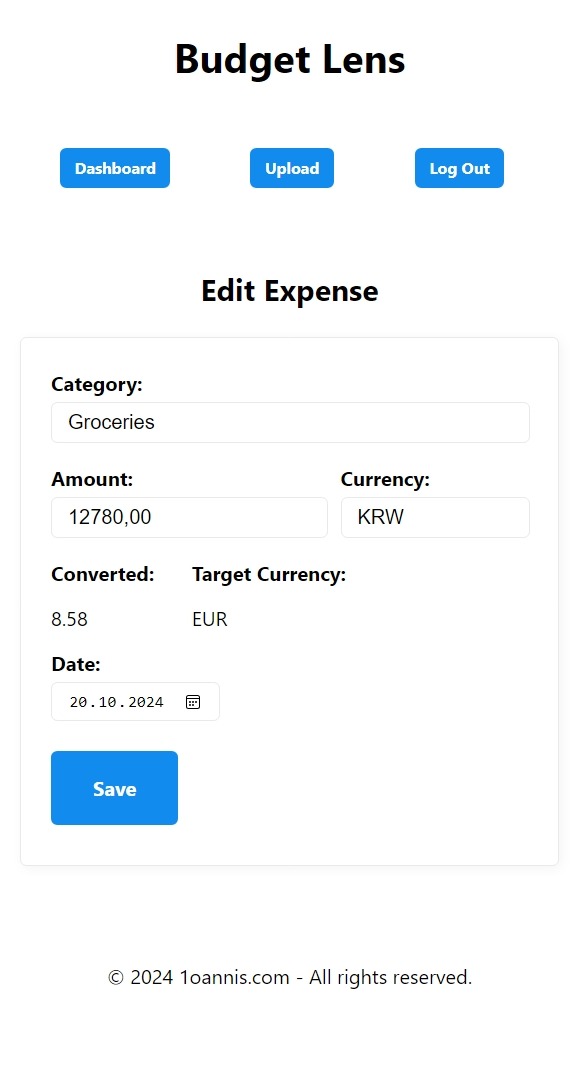 Budget Lens
Dashboard Upload Log Out
Edit Expense
Category:
Groceries
Amount: Currency:
12780,00 KRW
Converted: Target Currency:
8.58 EUR
Date:
20.10.2024
Save
© 2024 1oannis.com - All rights reserved.